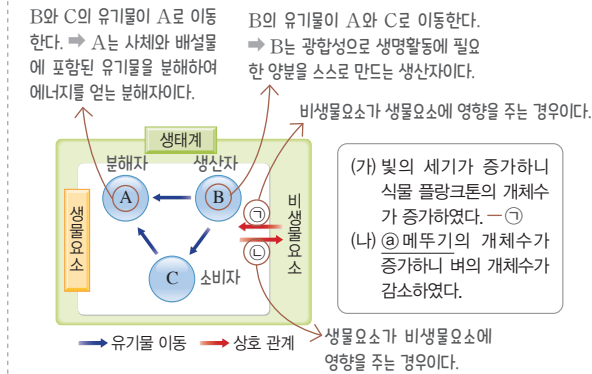 B와 C의 유기물이 A로 이동
한다. ➡ A는 사체와 배설물
에 포함된 유기물을 분해하여
에너지를 얻는 분해자이다.
B의 유기물이 A와 C로 이동한다.
➡ B는 광합성으로 생명활동에 필요
한 양분을 스스로 만드는 생산자이다.
비생물요소가 생물요소에 영향을 주는 경우이다.
생태계
분해자
생산자
A
B
C
소비자
생물요소
비생물요소
㉠
㉡
(가) 빛의 세기가 증가하니
식물 플랑크톤의 개체수
가 증가하였다. ㅡ㉠
(나) ⓐ메뚜기의 개체수가
증가하니 벼의 개체수가
감소하였다.
생물요소가 비생물요소에
영향을 주는 경우이다.
유기물 이동
상호 관계